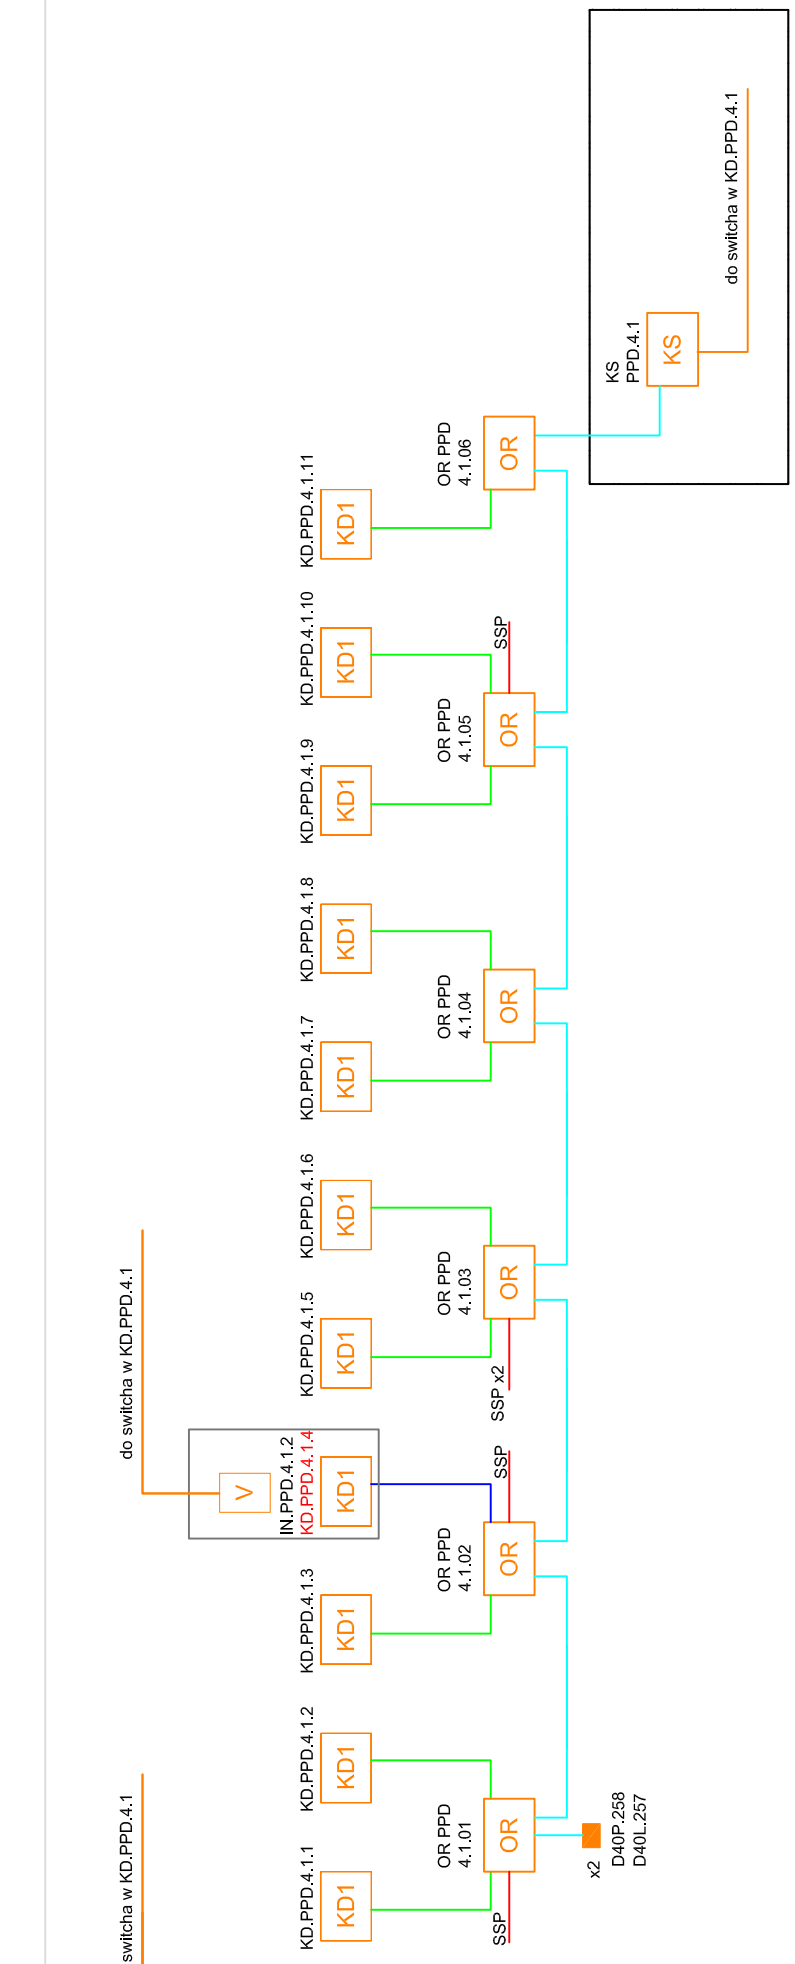 switcha w KD.PPD.4.1
do switcha w KD.PPD.4.1
V
IN.PPD.4.1.2
KD.PPD.4.1.1
KD.PPD.4.1.2
KD.PPD.4.1.3
KD.PPD.4.1.4
KD.PPD.4.1.5
KD.PPD.4.1.6
KD.PPD.4.1.7
KD.PPD.4.1.8
KD.PPD.4.1.9
KD.PPD.4.1.10
KD.PPD.4.1.11
KD1
KD1
KD1
KD1
KD1
KD1
KD1
KD1
KD1
KD1
KD1
OR PPD
4.1.01
OR PPD
4.1.02
OR PPD
4.1.03
OR PPD
4.1.04
OR PPD
4.1.05
OR PPD
4.1.06
SSP
OR
OR
SSP
SSP x2
OR
OR
OR
SSP
OR
x2
D40P.258
D40L.257
KS
PPD.4.1
KS
do switcha w KD.PPD.4.1